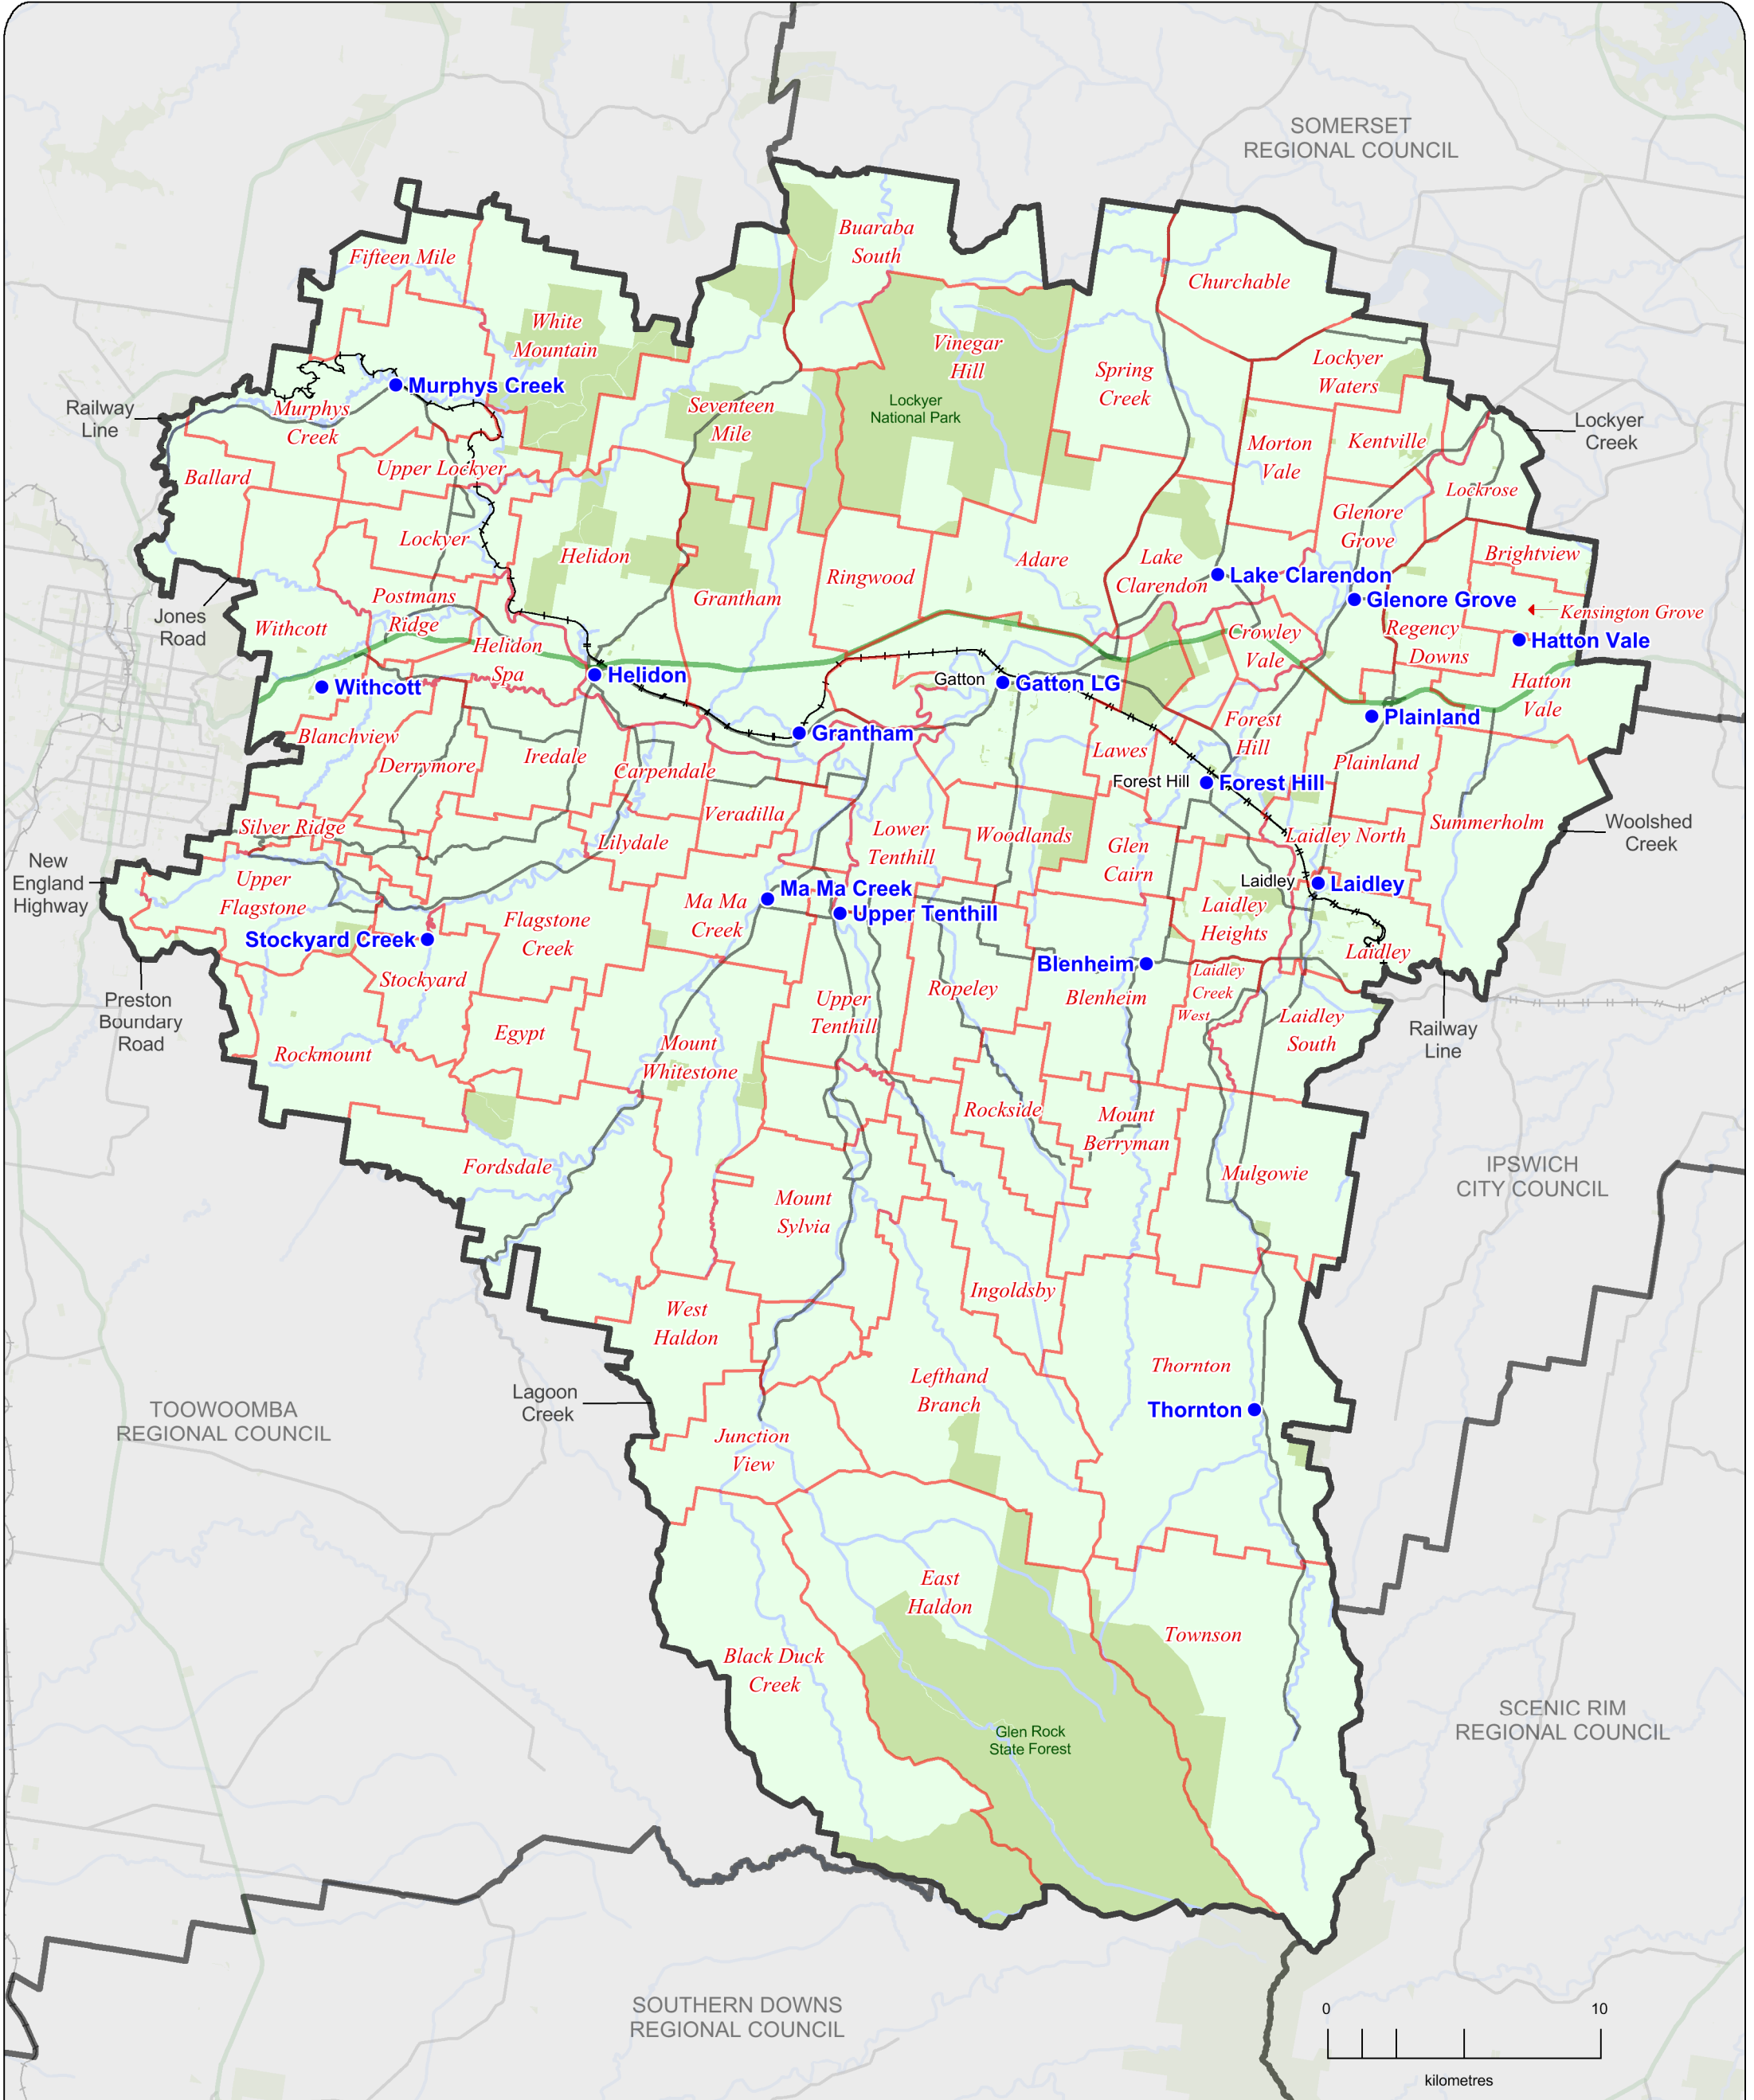 SOMERSET
REGIONAL COUNCIL
Buaraba
South
Fifteen Mile
Churchable
White
Mountain
Vinegar
Hill
Lockyer
Waters
Spring
Creek
Murphys Creek
Lockyer
National Park
Seventeen
Mile
Railway
Line
Murphys
Creek
Lockyer
Creek
Morton
Vale
Kentville
Upper Lockyer
Ballard
Lockrose
Glenore
Grove
Lockyer
Helidon
Brightview
Adare
Lake
Clarendon
Lake Clarendon
Ringwood
Grantham
Postmans
Ridge
Glenore Grove
Kensington Grove
Jones
Road
Withcott
Regency
Downs
Crowley
Vale
Hatton Vale
Helidon
Spa
Helidon
Gatton
Gatton LG
Hatton
Vale
Withcott
Plainland
Forest
Hill
Grantham
Blanchview
Iredale
Lawes
Derrymore
Carpendale
Plainland
Forest Hill
Forest Hill
Veradilla
Silver Ridge
Lilydale
Lower
Tenthill
Woodlands
Laidley North
Summerholm
Woolshed
Creek
Glen
Cairn
New
England
Highway
Upper
Flagstone
Laidley
Laidley
Ma Ma Creek
Ma Ma
Creek
Upper Tenthill
Laidley
Heights
Flagstone
Creek
Stockyard Creek
Laidley
Blenheim
Stockyard
Laidley
Creek
West
Ropeley
Blenheim
Upper
Tenthill
Preston
Boundary
Road
Laidley
South
Railway
Line
Egypt
Rockmount
Mount
Whitestone
Rockside
Mount
Berryman
Fordsdale
Mulgowie
IPSWICH
CITY COUNCIL
Mount
Sylvia
Ingoldsby
West
Haldon
Thornton
Lefthand
Branch
Lagoon
Creek
Thornton
TOOWOOMBA
REGIONAL COUNCIL
Junction
View
East
Haldon
Townson
Black Duck
Creek
SCENIC RIM
REGIONAL COUNCIL
Glen Rock
State Forest
SOUTHERN DOWNS
REGIONAL COUNCIL
0 10
kilometres